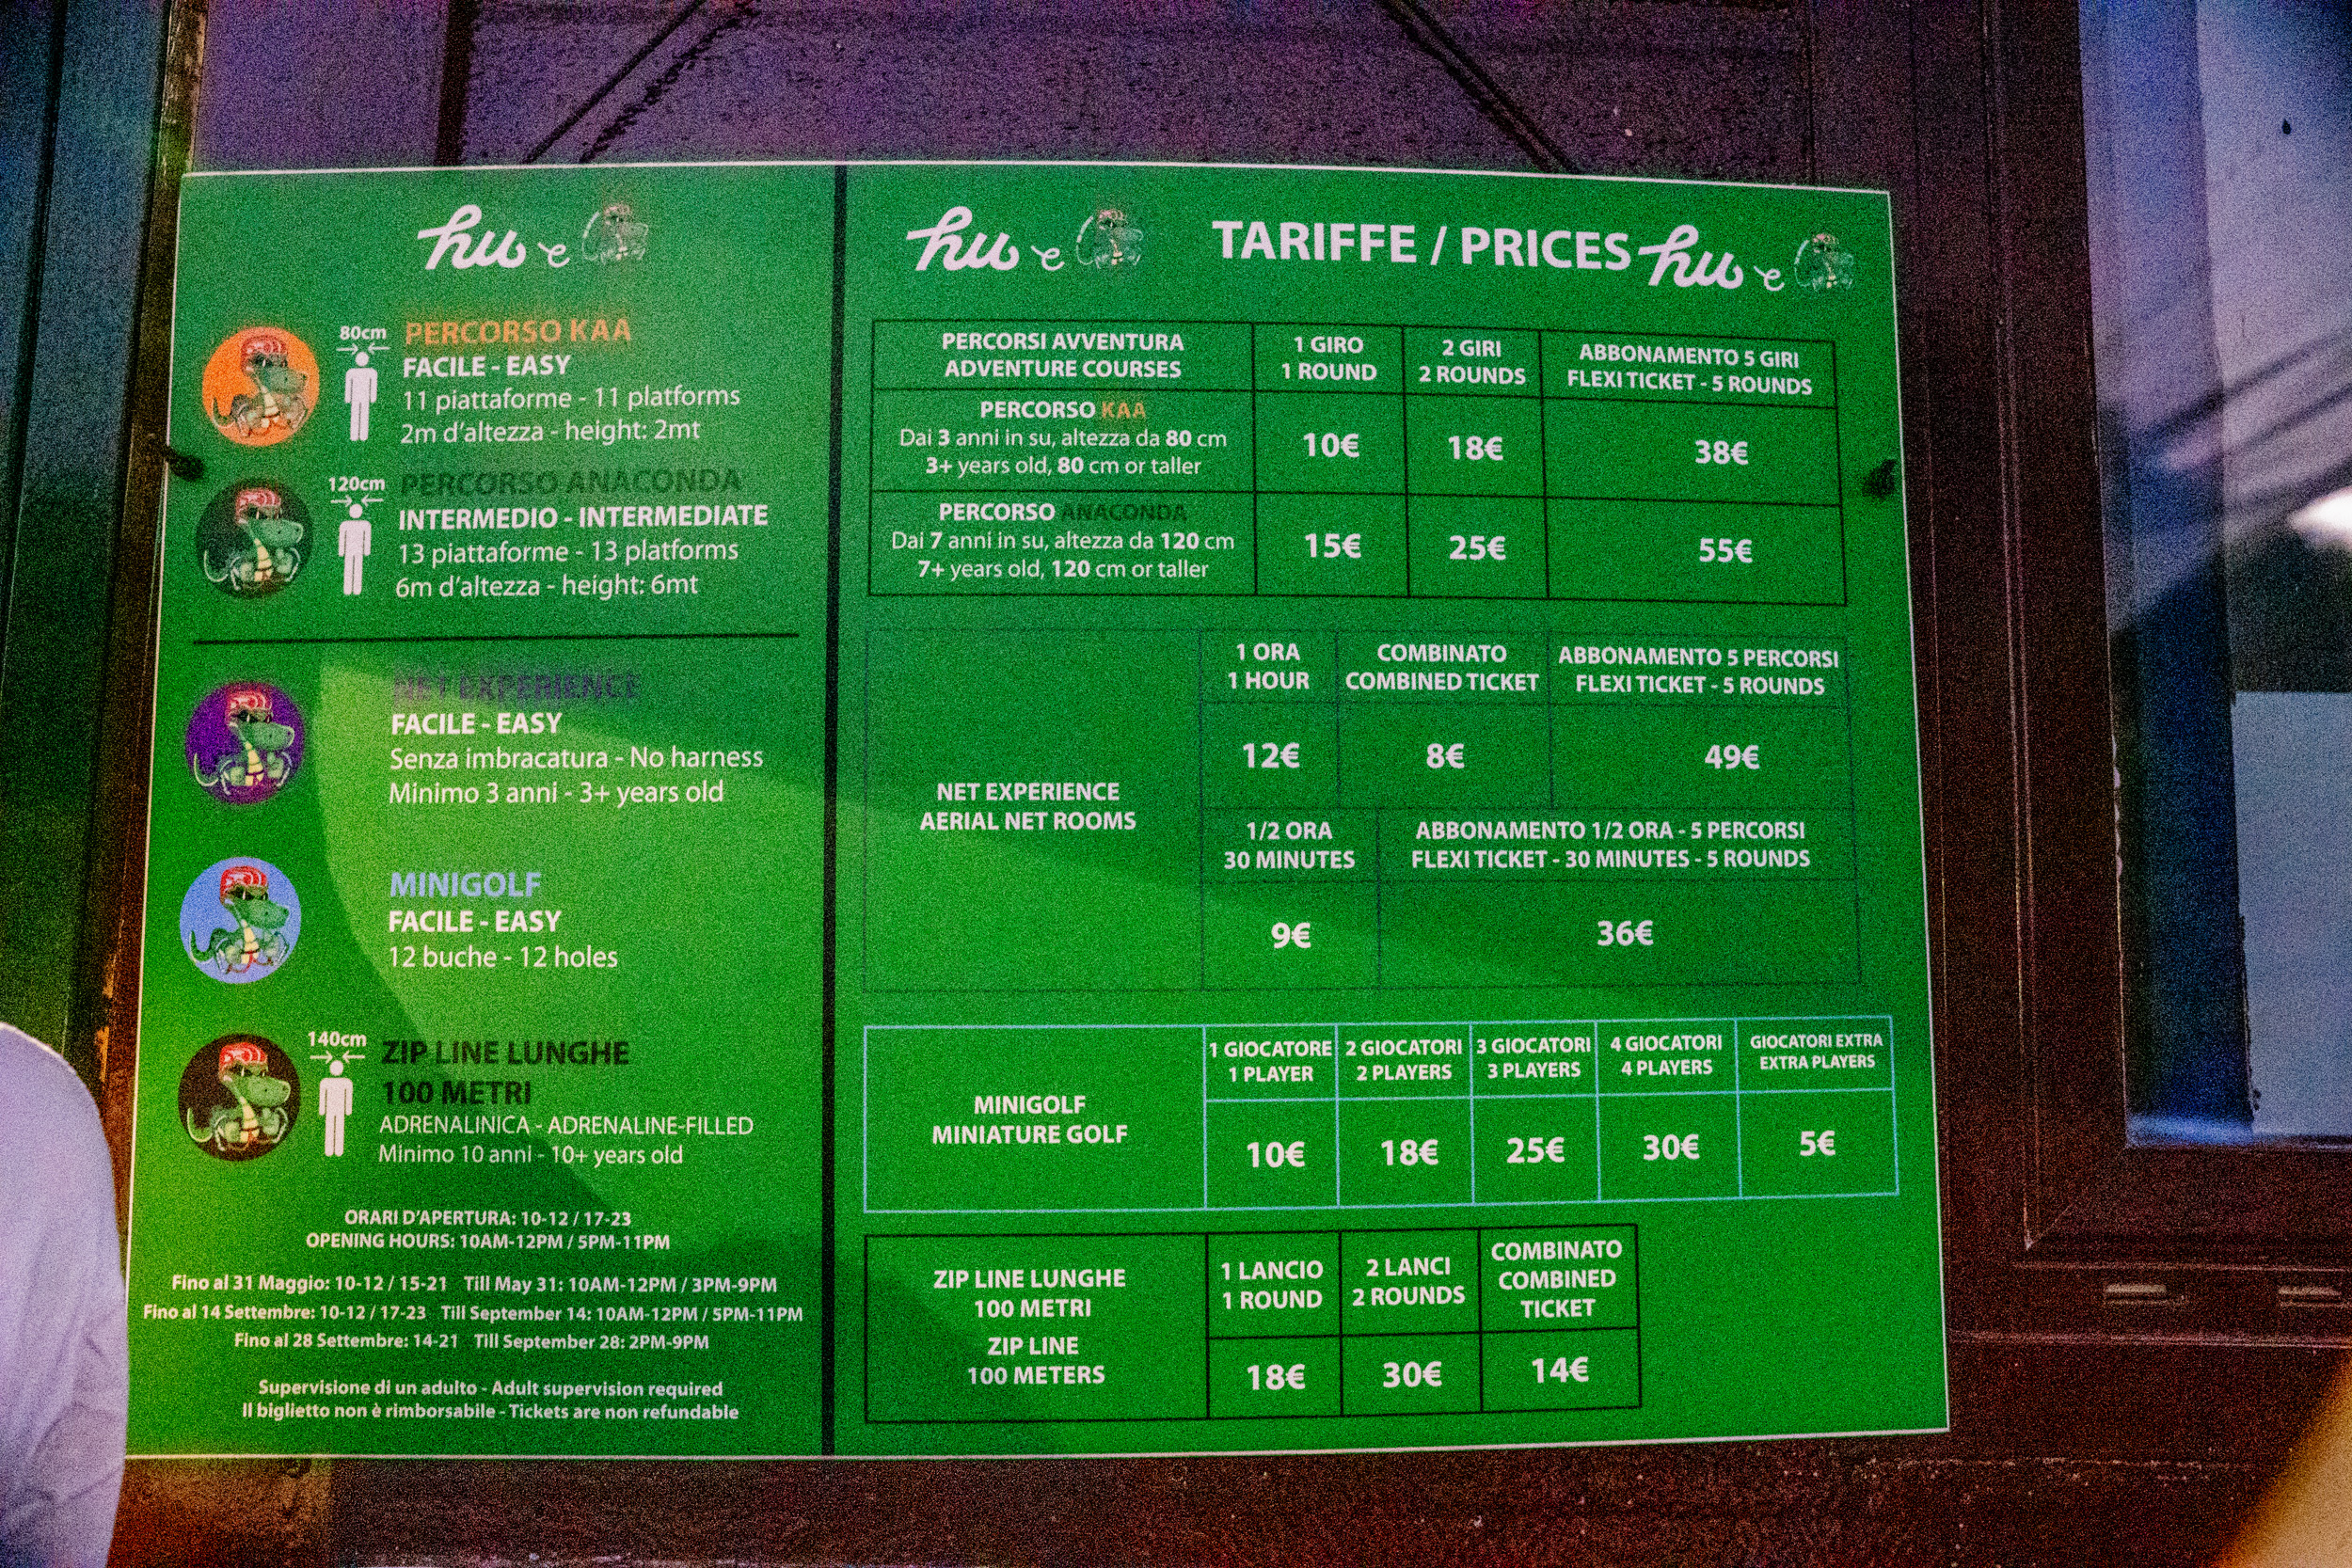 hu e
PERCORSO KAA
80cm
FACILE - EASY
11 piattaforme - 11 platforms
2m d'altezza - height: 2mt
PERCORSO ANACONDA
120cm
INTERMEDIO - INTERMEDIATE
13 piattaforme - 13 platforms
6m d'altezza - height: 6mt
NET EXPERIENCE
FACILE - EASY
Senza imbracatura - No harness
Minimo 3 anni - 3+ years old
MINIGOLF
FACILE - EASY
12 buche - 12 holes
140cm
ZIP LINE LUNGHE
100 METRI
ADRENALINICA - ADRENALINE-FILLED
Minimo 10 anni - 10+ years old
ORARI D'APERTURA: 10-12 / 17-23
OPENING HOURS: 10AM-12PM / 5PM-11PM
Fino al 31 Maggio: 10-12 / 15-21 Till May 31: 10AM-12PM / 3PM-9PM
Fino al 14 Settembre: 10-12 / 17-23 Till September 14: 10AM-12PM / 5PM-11PM
Fino al 28 Settembre: 14-21 Till September 28: 2PM-9PM
Supervisione di un adulto - Adult supervision required
Il biglietto non è rimborsabile - Tickets are non refundable
hu e TARIFFE / PRICES hu e
PERCORSI AVVENTURA
ADVENTURE COURSES
1 GIRO
1 ROUND
2 GIRI
2 ROUNDS
ABBONAMENTO 5 GIRI
FLEXI TICKET - 5 ROUNDS
PERCORSO KAA
Dai 3 anni in su, altezza da 80 cm
3+ years old, 80 cm or taller
10€ 18€ 38€
PERCORSO ANACONDA
Dai 7 anni in su, altezza da 120 cm
7+ years old, 120 cm or taller
15€ 25€ 55€
NET EXPERIENCE
AERIAL NET ROOMS
1 ORA
1 HOUR
COMBINATO
COMBINED TICKET
ABBONAMENTO 5 PERCORSI
FLEXI TICKET - 5 ROUNDS
12€ 8€ 49€
1/2 ORA
30 MINUTES
ABBONAMENTO 1/2 ORA - 5 PERCORSI
FLEXI TICKET - 30 MINUTES - 5 ROUNDS
9€ 36€
MINIGOLF
MINIATURE GOLF
1 GIOCATORE
1 PLAYER
2 GIOCATORI
2 PLAYERS
3 GIOCATORI
3 PLAYERS
4 GIOCATORI
4 PLAYERS
GIOCATORI EXTRA
EXTRA PLAYERS
10€ 18€ 25€ 30€ 5€
ZIP LINE LUNGHE
100 METRI
ZIP LINE
100 METERS
1 LANCIO
1 ROUND
2 LANCI
2 ROUNDS
COMBINATO
COMBINED
TICKET
18€ 30€ 14€